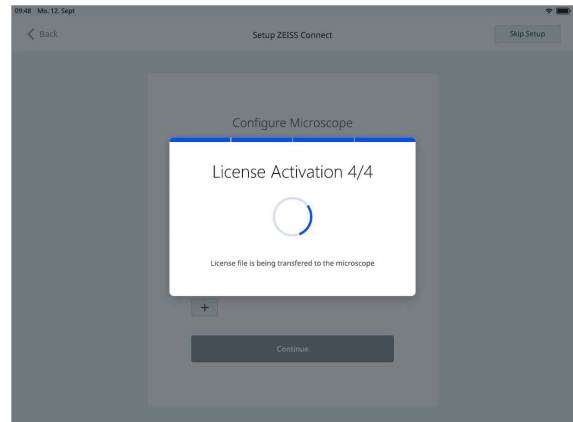 09:48 Mo. 12. Sept
Back
Setup ZEISS Connect
Skip Setup
Configure Microscope
License Activation 4/4
License file is being transfered to the microscope
+
Continue